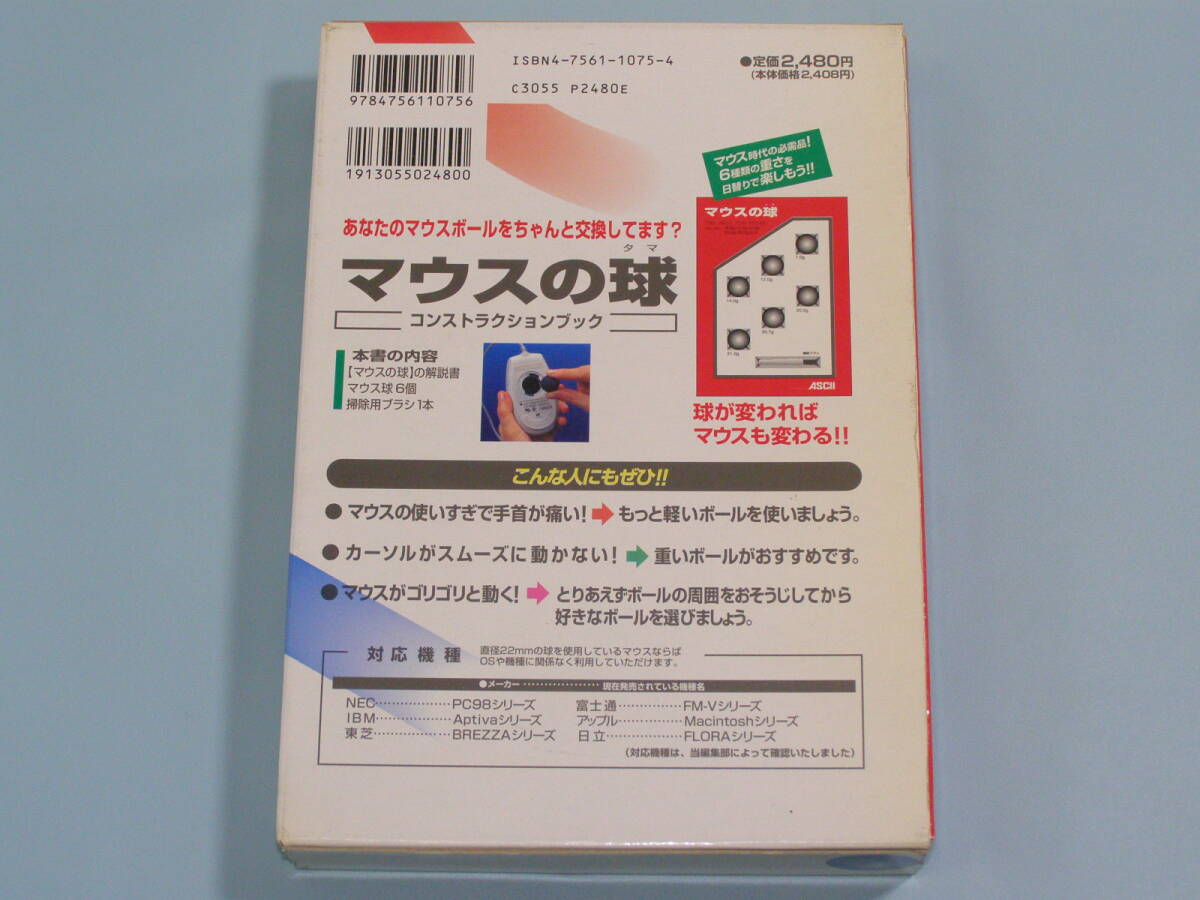 ISBN4-7561-1075-4
C3055 P2480E
●定価2,480円
(本体価格2,408円)
9784756110756
1913055024800
マウス時代の必需品!
6種類の重さを
日替りで楽しもう!!
マウスの球
ASCII
球が変われば
マウスも変わる!!
あなたのマウスボールをちゃんと交換してます?
タマ
マウスの球
コンストラクションブック
本書の内容
【マウスの球】の解説書
マウス球6個
掃除用ブラシ1本
こんな人にもぜひ!!
●マウスの使いすぎで手首が痛い!➡もっと軽いボールを使いましょう。
●カーソルがスムーズに動かない!➡重いボールがおすすめです。
●マウスがゴリゴリと動く!➡とりあえずボールの周囲をおそうじしてから
好きなボールを選びましょう。
対応機種
直径22mmの球を使用しているマウスならば
OSや機種に関係なく利用していただけます。
●メーカー‥‥‥‥‥‥‥現在発売されている機種名
NEC‥‥‥‥‥‥PC98シリーズ 富士通‥‥‥‥‥FM-Vシリーズ
IBM‥‥‥‥‥‥Aptivaシリーズ アップル‥‥‥‥‥Macintoshシリーズ
東芝‥‥‥‥‥‥BREZZAシリーズ 日立‥‥‥‥‥‥FLORAシリーズ
(対応機種は、当編集部によって確認いたしました)